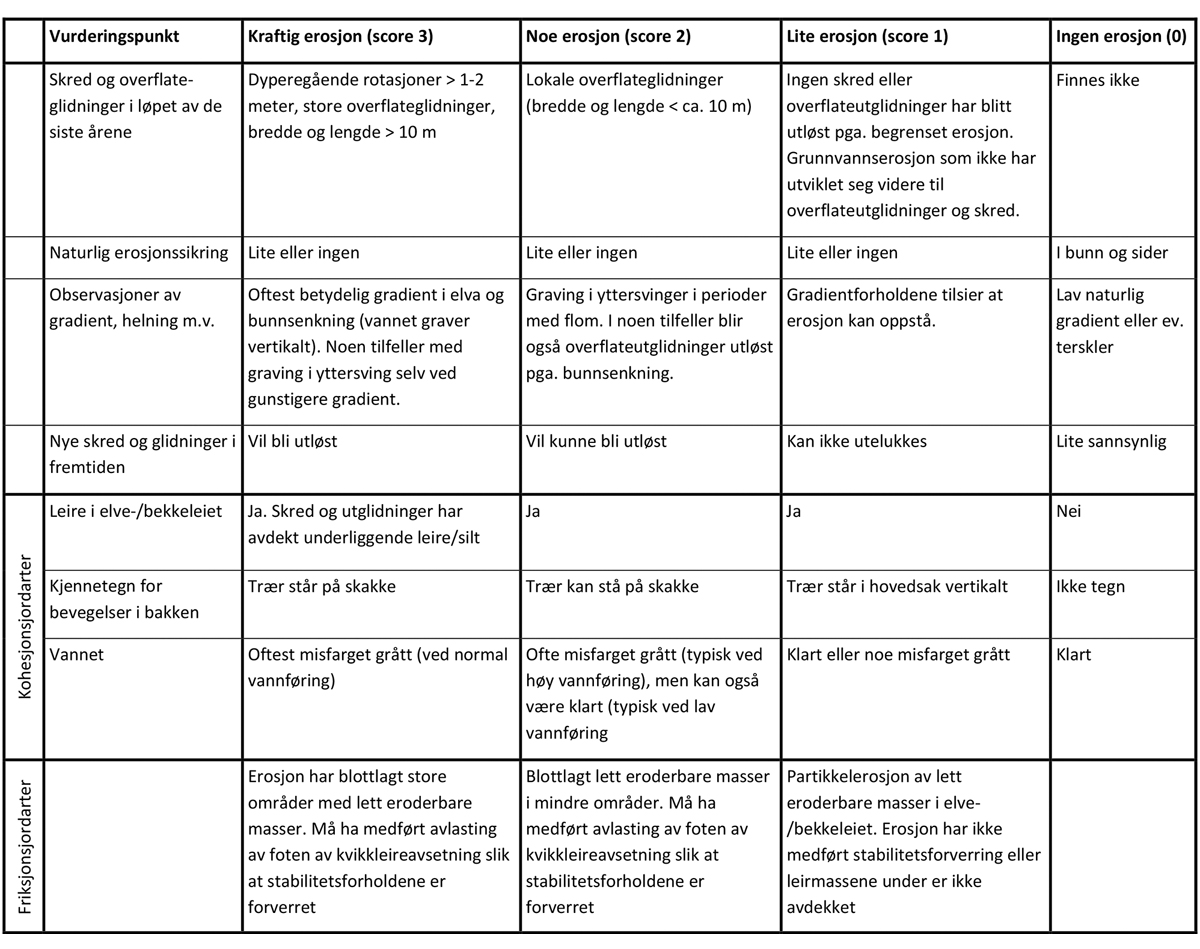 Vurderingspunkt
Kraftig erosjon (score 3)
Noe erosjon (score 2)
Lite erosjon (score 1)
Ingen erosjon (0)
Skred og overflate-
glidninger i løpet av de
siste årene
Dyperegående rotasjoner > 1-2
meter, store overflateglidninger,
bredde og lengde > 10 m
Lokale overflateglidninger
(bredde og lengde < ca. 10 m)
Ingen skred eller
overflateutglidninger har blitt
utløst pga. begrenset erosjon.
Grunnvannserosjon som ikke har
utviklet seg videre til
overflateutglidninger og skred.
Finnes ikke
Naturlig erosjonssikring
Lite eller ingen
Lite eller ingen
Lite eller ingen
I bunn og sider
Observasjoner av
gradient, helning m.v.
Oftest betydelig gradient i elva og
bunnsenkning (vannet graver
vertikalt). Noen tilfeller med
graving i yttersving selv ved
gunstigere gradient.
Graving i yttersvinger i perioder
med flom. I noen tilfeller blir
også overflateutglidninger utløst
pga. bunnsenkning.
Gradientforholdene tilsier at
erosjon kan oppstå.
Lav naturlig
gradient eller ev.
terskler
Nye skred og glidninger i
fremtiden
Vil bli utløst
Vil kunne bli utløst
Kan ikke utelukkes
Lite sannsynlig
Kohesjonsjordarter
Leire i elve-/bekkeleiet
Ja. Skred og utglidninger har
avdekt underliggende leire/silt
Ja
Ja
Nei
Kjennetegn for
bevegelser i bakken
Trær står på skakke
Trær kan stå på skakke
Trær står i hovedsak vertikalt
Ikke tegn
Vannet
Oftest misfarget grått (ved normal
vannføring)
Ofte misfarget grått (typisk ved
høy vannføring), men kan også
være klart (typisk ved lav
vannføring
Klart eller noe misfarget grått
Klart
Friksjonsjordarter
Erosjon har blottlagt store
områder med lett eroderbare
masser. Må ha medført avlasting
av foten av kvikkleireavsetning slik
at stabilitetsforholdene er
forverret
Blottlagt lett eroderbare masser
i mindre områder. Må ha
medført avlasting av foten av
kvikkleireavsetning slik at
stabilitetsforholdene er
forverret
Partikkelerosjon av lett
eroderbare masser i elve-
/bekkeleiet. Erosjon har ikke
medført stabilitetsforverring eller
leirmassene under er ikke
avdekket